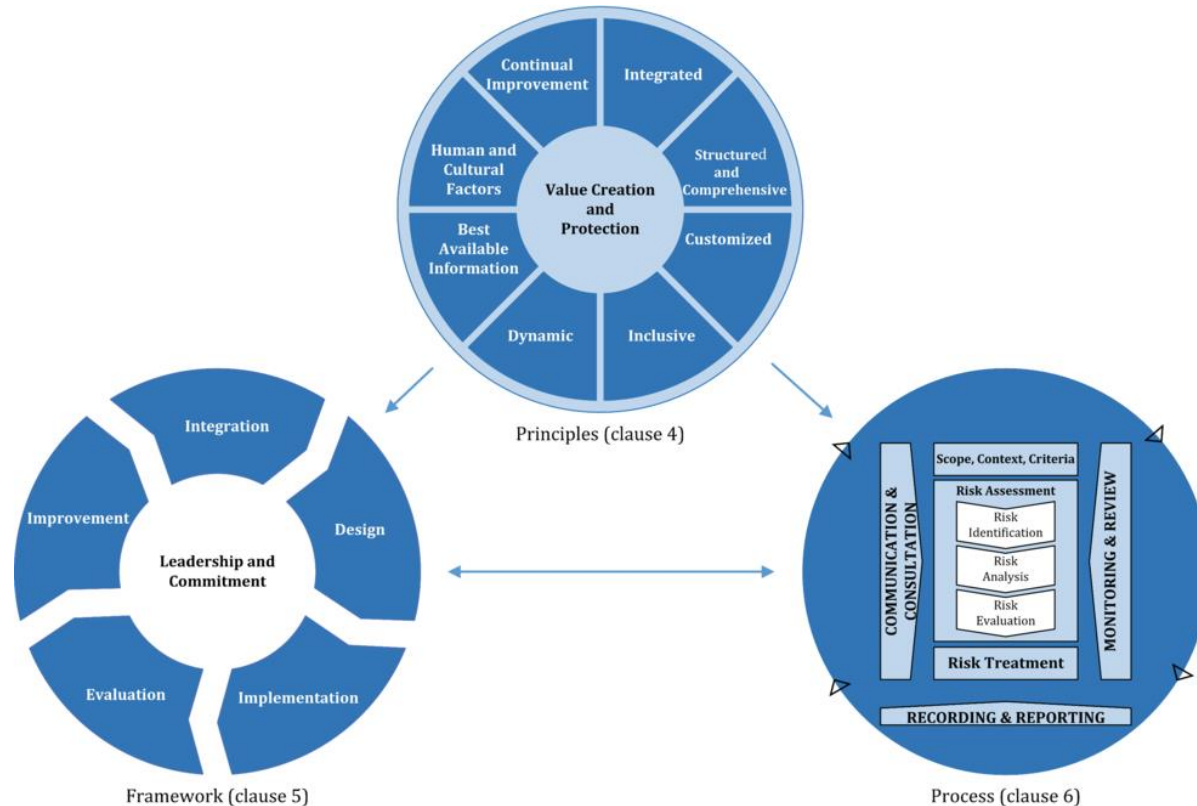 Continual
Improvement
Integrated
Human and
Cultural
Factors
Structured
and
Comprehensive
Value Creation
and
Protection
Best
Available
Information
Customized
Dynamic
Inclusive
Principles (clause 4)
Integration
Improvement
Design
Leadership and
Commitment
Evaluation
Implementation
Framework (clause 5)
COMMUNICATION &
CONSULTATION
Scope, Context, Criteria
Risk Assessment
Risk
Identification
Risk
Analysis
Risk
Evaluation
Risk Treatment
MONITORING & REVIEW
RECORDING & REPORTING
Process (clause 6)